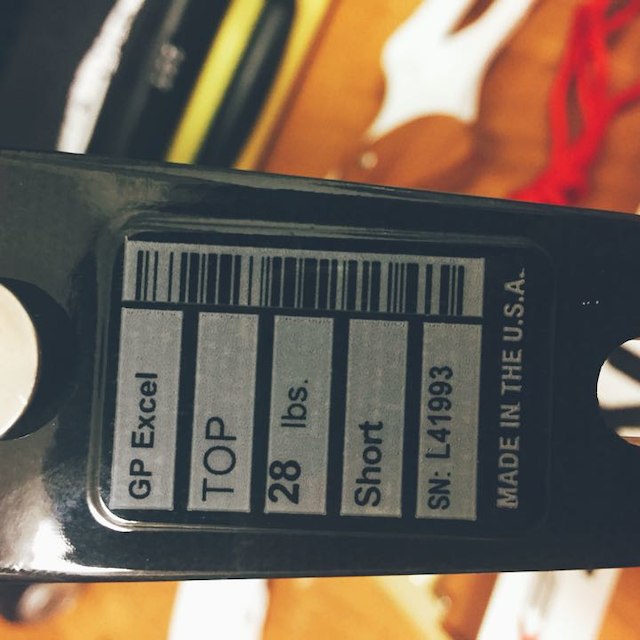 GP Excel
TOP
28 lbs.
Short
SN: L41993
MADE IN THE U.S.A.